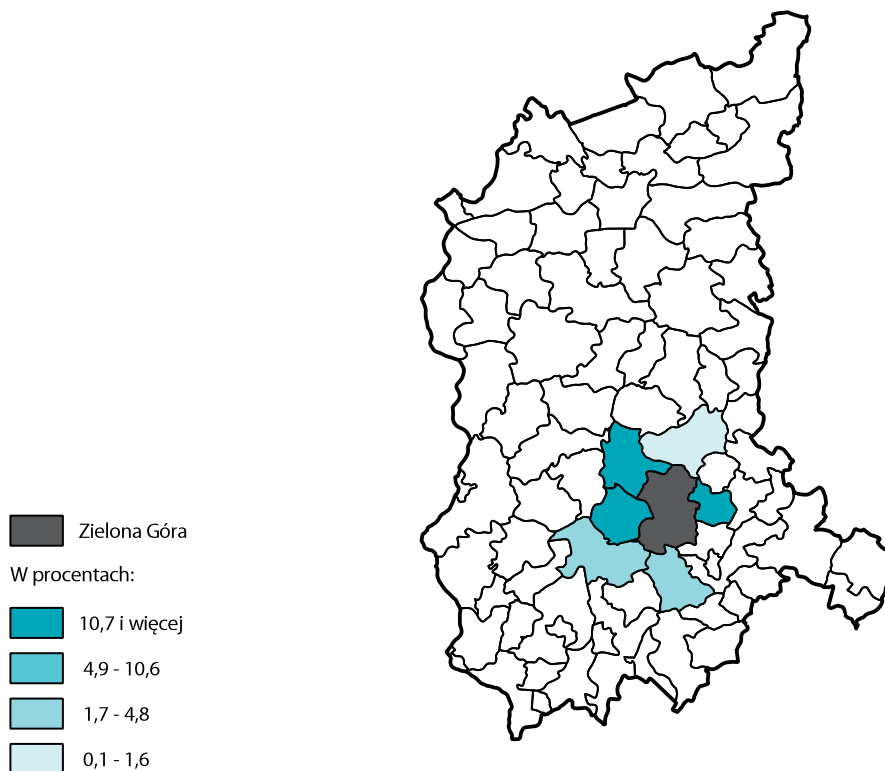 Zielona Góra
W procentach:
10,7 i więcej
4,9 - 10,6
1,7 - 4,8
0,1 - 1,6